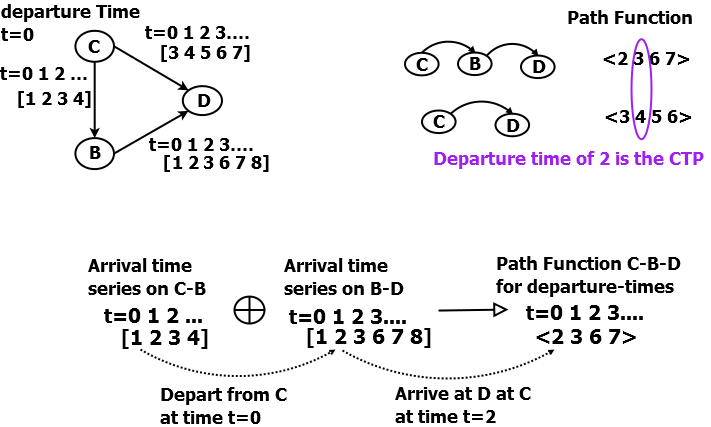 departure Time
t=0
C
t=0 1 2 3....
[3 4 5 6 7]
t=0 1 2 ...
[1 2 3 4]
D
B
t=0 1 2 3....
[1 2 3 6 7 8]
Path Function
C B D
<2 3 6 7>
C D
<3 4 5 6>
Departure time of 2 is the CTP
Arrival time
series on C-B
t=0 1 2 ...
[1 2 3 4]
Arrival time
series on B-D
t=0 1 2 3....
[1 2 3 6 7 8]
Path Function C-B-D
for departure-times
t=0 1 2 3....
<2 3 6 7>
Depart from C
at time t=0
Arrive at D at C
at time t=2